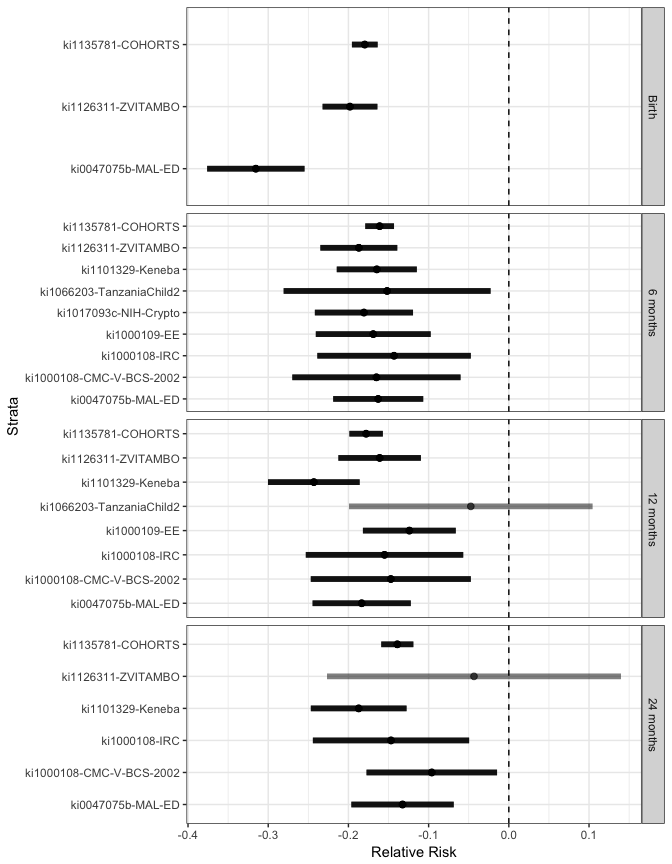 Strata
ki1135781-COHORTS
ki1126311-ZVITAMBO
ki0047075b-MAL-ED
Birth
ki1135781-COHORTS
ki1126311-ZVITAMBO
ki1101329-Keneba
ki1066203-TanzaniaChild2
ki1017093c-NIH-Crypto
ki1000109-EE
ki1000108-IRC
ki1000108-CMC-V-BCS-2002
ki0047075b-MAL-ED
6 months
ki1135781-COHORTS
ki1126311-ZVITAMBO
ki1101329-Keneba
ki1066203-TanzaniaChild2
ki1000109-EE
ki1000108-IRC
ki1000108-CMC-V-BCS-2002
ki0047075b-MAL-ED
12 months
ki1135781-COHORTS
ki1126311-ZVITAMBO
ki1101329-Keneba
ki1000108-IRC
ki1000108-CMC-V-BCS-2002
ki0047075b-MAL-ED
24 months
-0.4 -0.3 -0.2 -0.1 0.0 0.1
Relative Risk